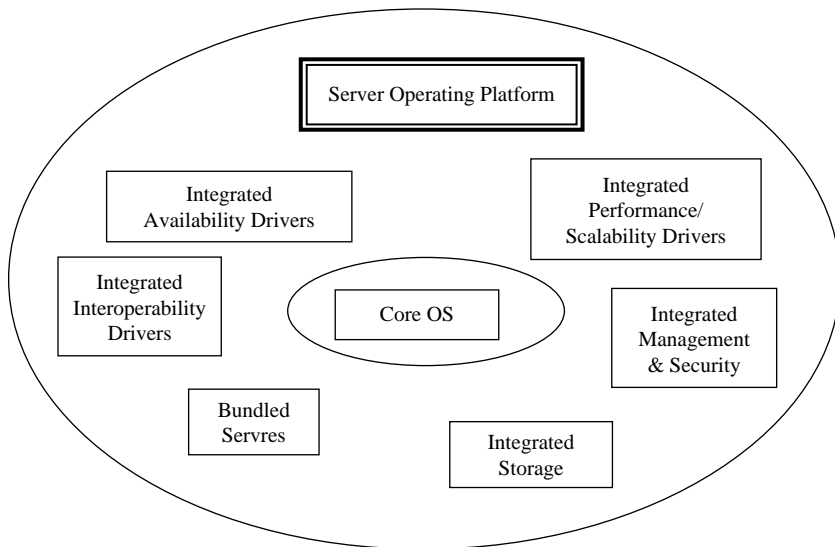 Server Operating Platform
Integrated
Availability Drivers
Integrated
Performance/
Scalability Drivers
Integrated
Interoperability
Drivers
Core OS
Integrated
Management
& Security
Bundled
Servres
Integrated
Storage